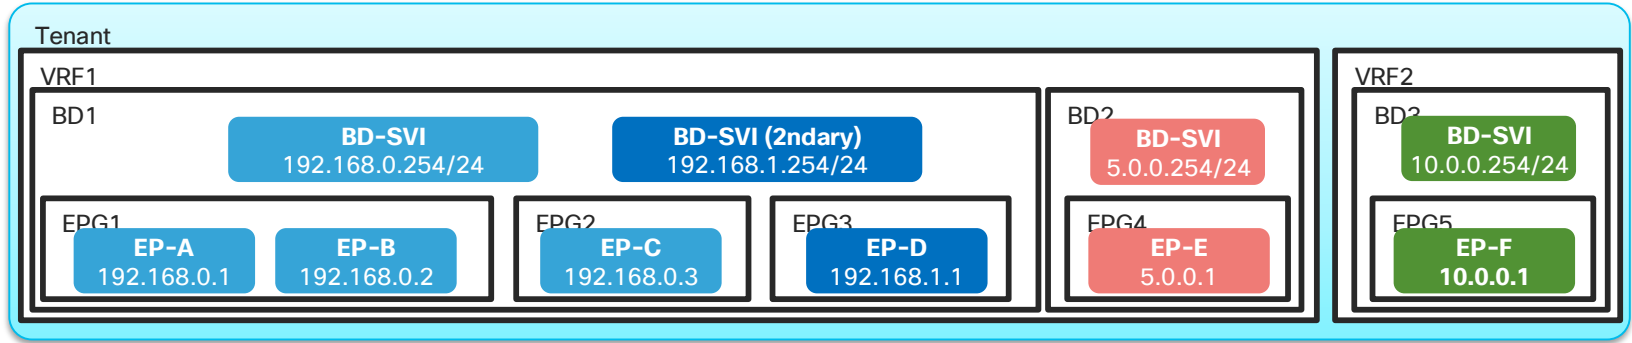 Tenant
VRF1
VRF2
BD1
BD-SVI
192.168.0.254/24
BD-SVI (2ndary)
192.168.1.254/24
BD2
BD-SVI
5.0.0.254/24
BD3
BD-SVI
10.0.0.254/24
EPG1
EP-A
192.168.0.1
EP-B
192.168.0.2
EPG2
EP-C
192.168.0.3
EPG3
EP-D
192.168.1.1
EPG4
EP-E
5.0.0.1
EPG5
EP-F
10.0.0.1